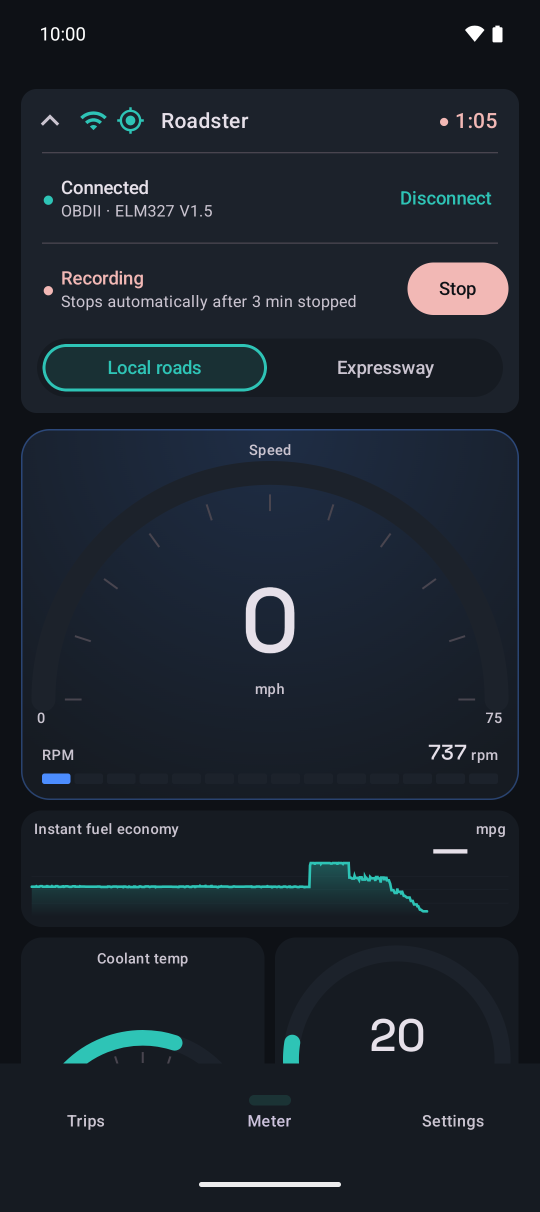 10:00
Roadster
1:05
Connected
OBDII · ELM327 V1.5
Disconnect
Recording
Stops automatically after 3 min stopped
Stop
Local roads
Expressway
Speed
0
mph
0
75
RPM
737 rpm
Instant fuel economy
mpg
Coolant temp
20
Trips
Meter
Settings